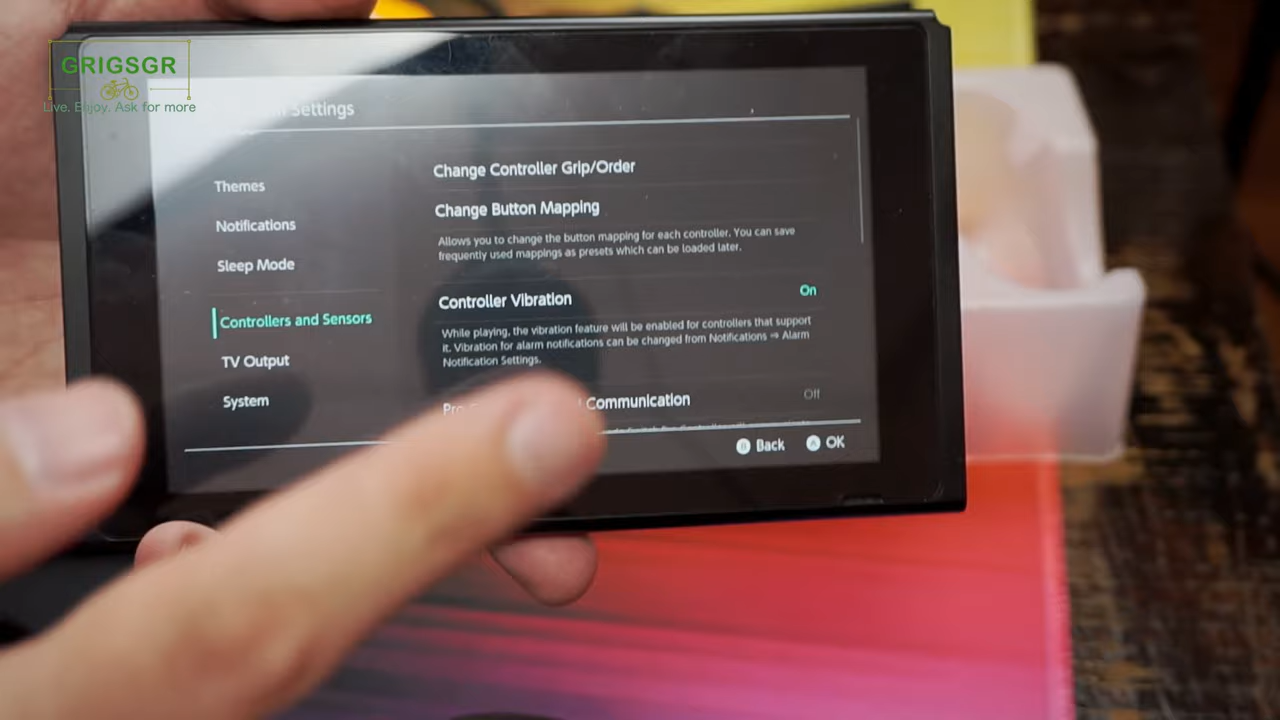 GRIGSGR
Live. Enjoy. Ask for more
Settings
Themes
Notifications
Sleep Mode
Controllers and Sensors
TV Output
System
Change Controller Grip/Order
Change Button Mapping
Allows you to change the button mapping for each controller. You can save
frequently used mappings as presets which can be loaded later.
Controller Vibration
On
While playing, the vibration feature will be enabled for controllers that support
it. Vibration for alarm notifications can be changed from Notifications ⇒ Alarm
Notification Settings.
Communication
Off
Back
OK